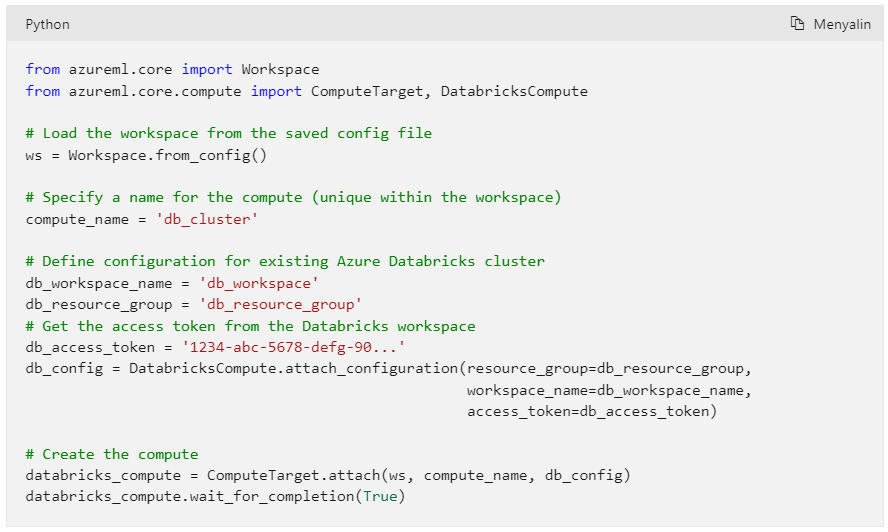 Python
Menyalin
from azureml.core import Workspace
from azureml.core.compute import ComputeTarget, DatabricksCompute
# Load the workspace from the saved config file
ws = Workspace.from_config()
# Specify a name for the compute (unique within the workspace)
compute_name = 'db_cluster'
# Define configuration for existing Azure Databricks cluster
db_workspace_name = 'db_workspace'
db_resource_group = 'db_resource_group'
# Get the access token from the Databricks workspace
db_access_token = '1234-abc-5678-defg-90...'
db_config = DatabricksCompute.attach_configuration(resource_group=db_resource_group,
workspace_name=db_workspace_name,
access_token=db_access_token)
# Create the compute
databricks_compute = ComputeTarget.attach(ws, compute_name, db_config)
databricks_compute.wait_for_completion(True)